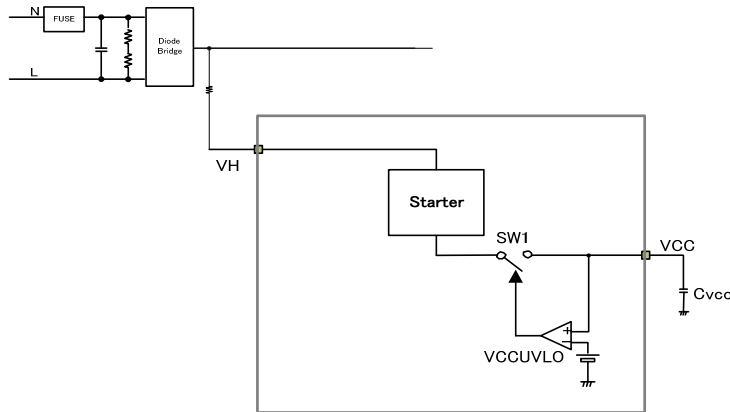 N
FUSE
L
Diode
Bridge
VH
Starter
SW1
VCC
Cvcc
+
−
VCCUVLO